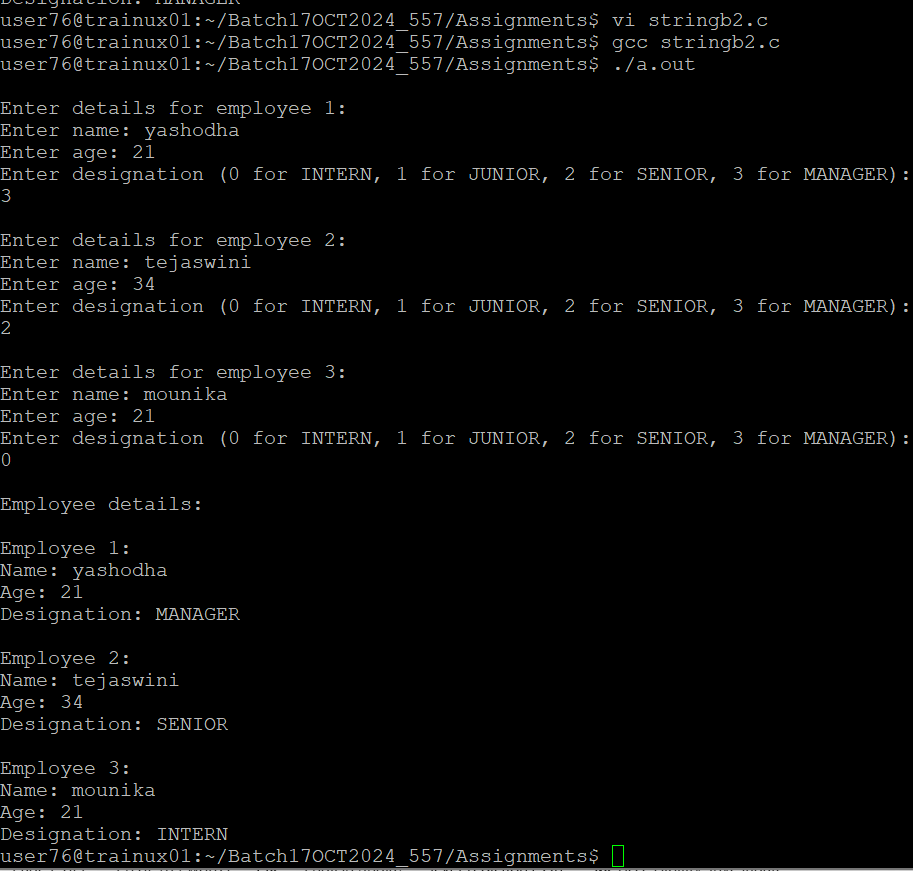 Designation: MANAGER
user76@trainux01:~/Batch17OCT2024_557/Assignments$ vi stringb2.c
user76@trainux01:~/Batch17OCT2024_557/Assignments$ gcc stringb2.c
user76@trainux01:~/Batch17OCT2024_557/Assignments$ ./a.out
Enter details for employee 1:
Enter name: yashodha
Enter age: 21
Enter designation (0 for INTERN, 1 for JUNIOR, 2 for SENIOR, 3 for MANAGER):
3
Enter details for employee 2:
Enter name: tejaswini
Enter age: 34
Enter designation (0 for INTERN, 1 for JUNIOR, 2 for SENIOR, 3 for MANAGER):
2
Enter details for employee 3:
Enter name: mounika
Enter age: 21
Enter designation (0 for INTERN, 1 for JUNIOR, 2 for SENIOR, 3 for MANAGER):
0
Employee details:
Employee 1:
Name: yashodha
Age: 21
Designation: MANAGER
Employee 2:
Name: tejaswini
Age: 34
Designation: SENIOR
Employee 3:
Name: mounika
Age: 21
Designation: INTERN
user76@trainux01:~/Batch17OCT2024_557/Assignments$